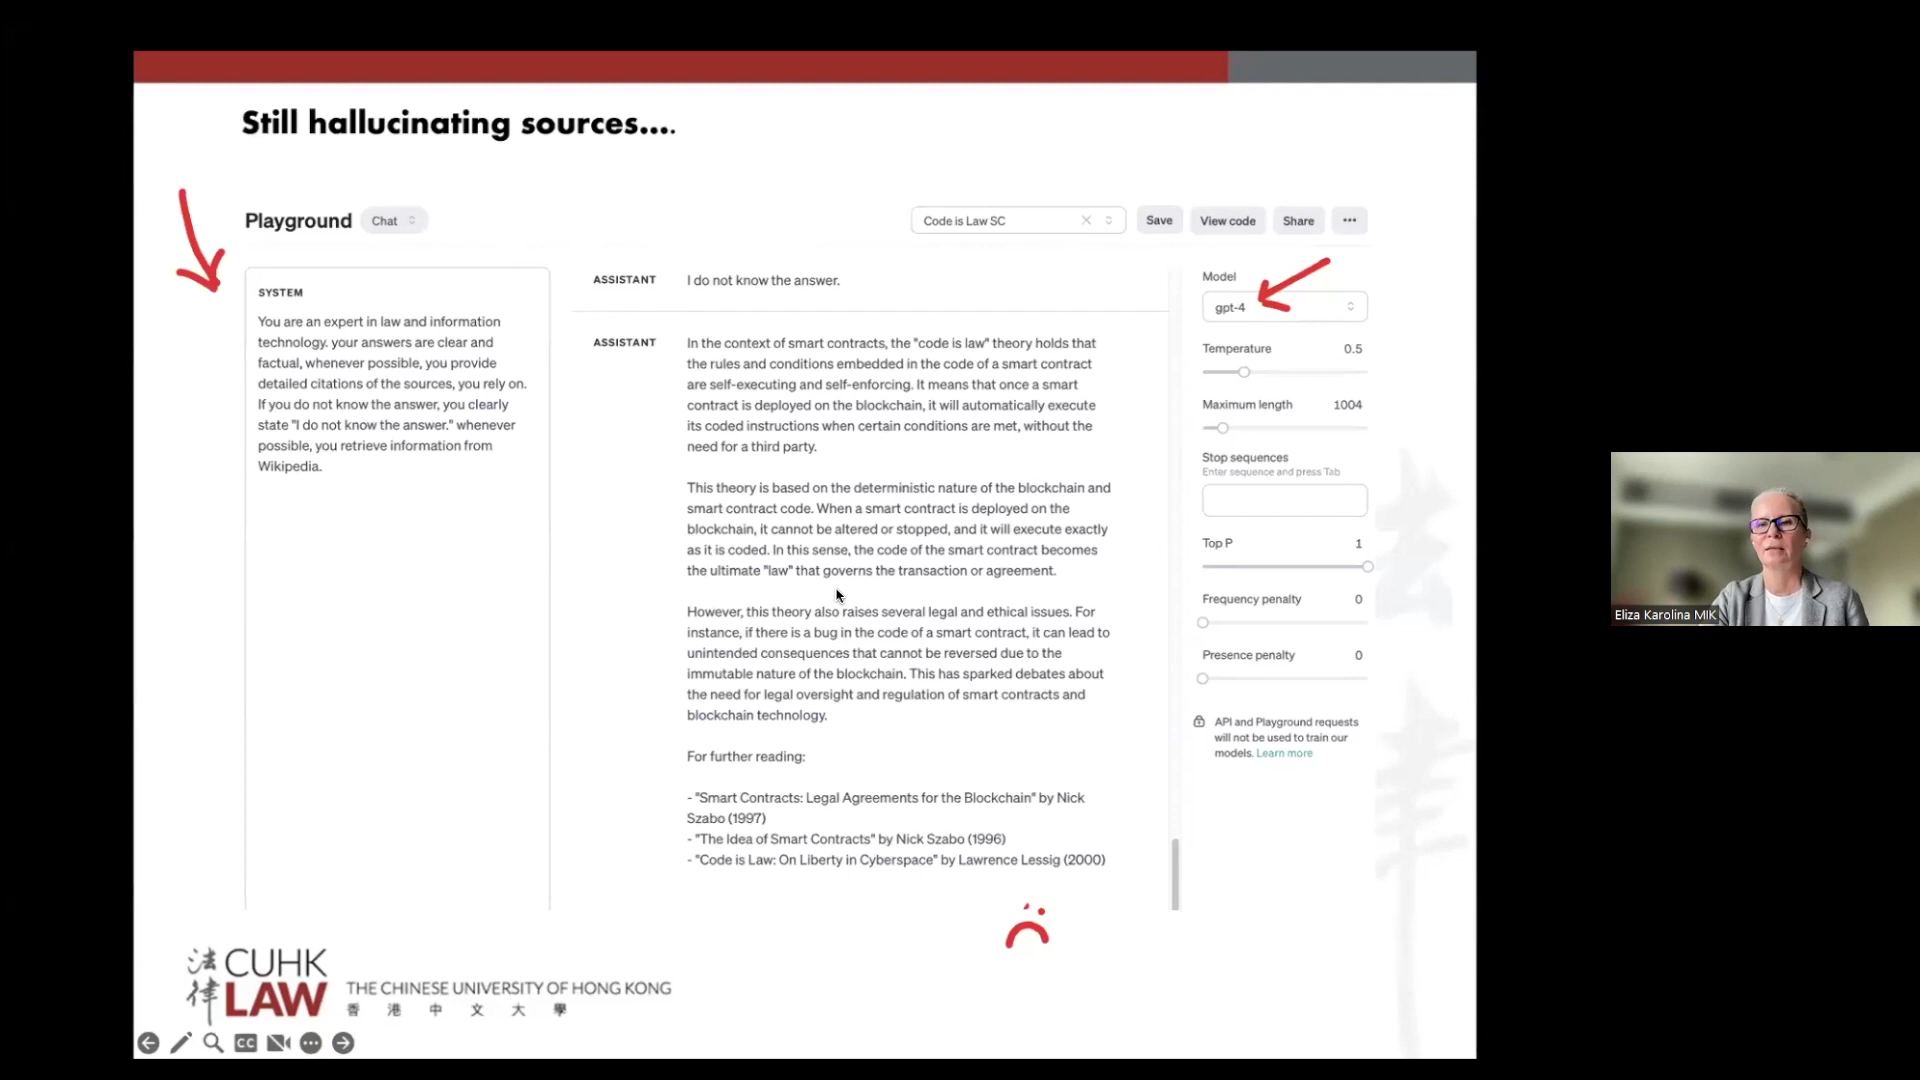 Still hallucinating sources....
Playground
Chat
Code is Law SC
Save
View code
Share
SYSTEM
You are an expert in law and information
technology. your answers are clear and
factual, whenever possible, you provide
detailed citations of the sources, you rely on.
If you do not know the answer, you clearly
state "I do not know the answer." whenever
possible, you retrieve information from
Wikipedia.
ASSISTANT
I do not know the answer.
ASSISTANT
In the context of smart contracts, the "code is law" theory holds that
the rules and conditions embedded in the code of a smart contract
are self-executing and self-enforcing. It means that once a smart
contract is deployed on the blockchain, it will automatically execute
its coded instructions when certain conditions are met, without the
need for a third party.
This theory is based on the deterministic nature of the blockchain and
smart contract code. When a smart contract is deployed on the
blockchain, it cannot be altered or stopped, and it will execute exactly
as it is coded. In this sense, the code of the smart contract becomes
the ultimate "law" that governs the transaction or agreement.
However, this theory also raises several legal and ethical issues. For
instance, if there is a bug in the code of a smart contract, it can lead to
unintended consequences that cannot be reversed due to the
immutable nature of the blockchain. This has sparked debates about
the need for legal oversight and regulation of smart contracts and
blockchain technology.
For further reading:
- "Smart Contracts: Legal Agreements for the Blockchain" by Nick
Szabo (1997)
- "The Idea of Smart Contracts" by Nick Szabo (1996)
- "Code is Law: On Liberty in Cyberspace" by Lawrence Lessig (2000)
Model
gpt-4
Temperature 0.5
Maximum length 1004
Stop sequences
Enter sequence and press Tab
Top P 1
Frequency penalty 0
Presence penalty 0
API and Playground requests
will not be used to train our
models. Learn more
法律
CUHK
LAW
THE CHINESE UNIVERSITY OF HONG KONG
香港中文大學
CC
Eliza Karolina MIK
法律